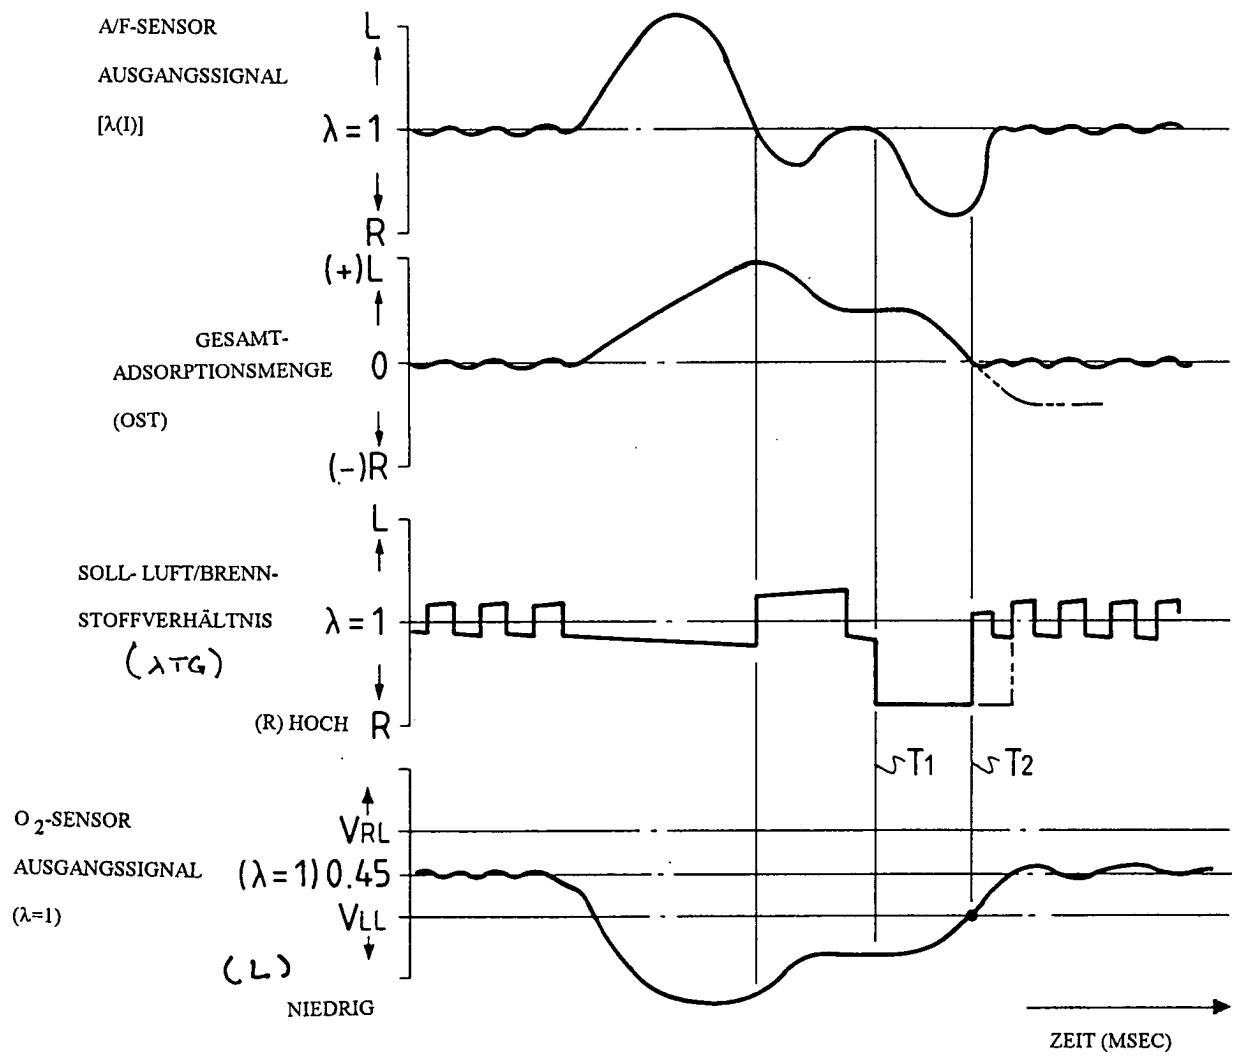 A/F-SENSOR
AUSGANGSSIGNAL
[λ(I)]
L
λ=1
R
(+)L
GESAMT-
ADSORPTIONSMENGE
(OST)
0
(-)R
L
SOLL- LUFT/BRENN-
STOFFVERHÄLTNIS
(λTG)
λ=1
(R) HOCH R
T1
T2
O2-SENSOR
AUSGANGSSIGNAL
(λ=1)
VRL
(λ=1) 0.45
VLL
(L)
NIEDRIG
ZEIT (MSEC)